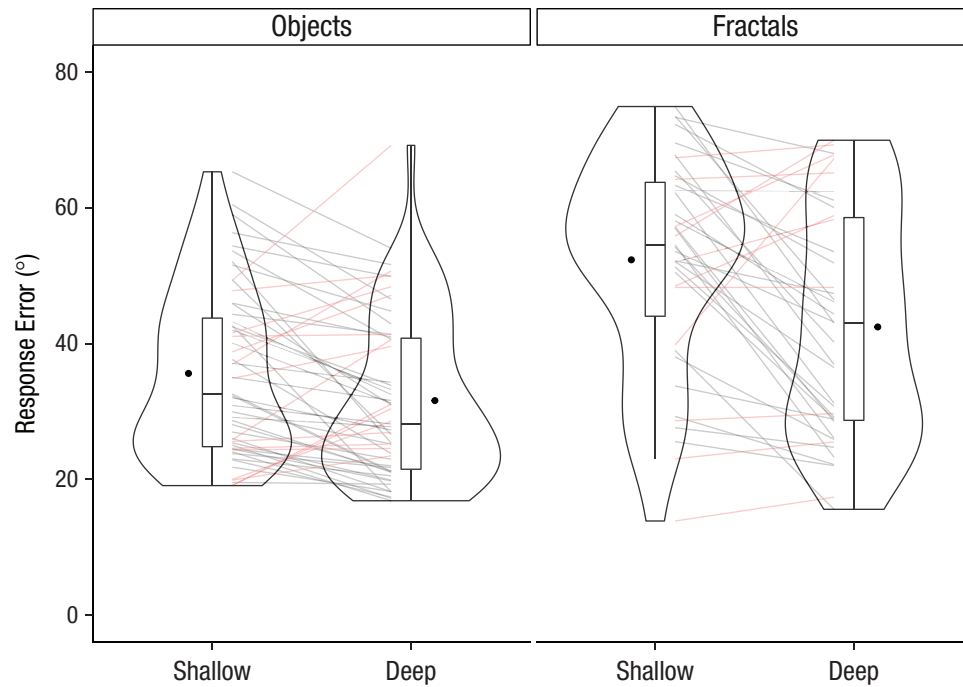 Objects
Fractals
Response Error (°)
80
60
40
20
0
Shallow
Deep
Shallow
Deep